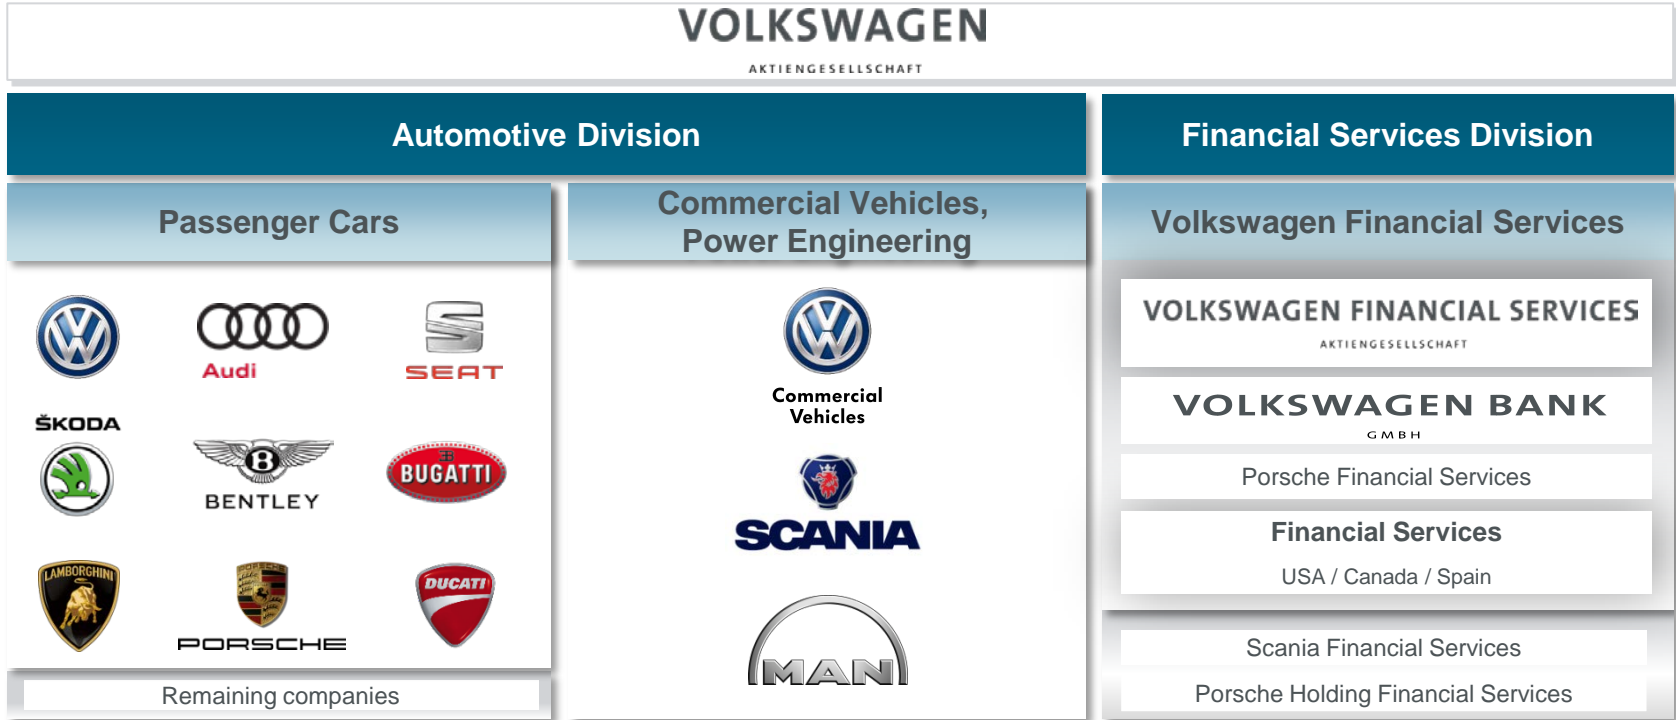 VOLKSWAGEN
AKTIENGESELLSCHAFT
Automotive Division
Financial Services Division
Passenger Cars
Commercial Vehicles,
Power Engineering
Volkswagen Financial Services
Audi
SEAT
ŠKODA
BENTLEY
BUGATTI
LAMBORGHINI
PORSCHE
PORSCHE
DUCATI
Remaining companies
Commercial
Vehicles
SCANIA
MAN
VOLKSWAGEN FINANCIAL SERVICES
AKTIENGESELLSCHAFT
VOLKSWAGEN BANK
GMBH
Porsche Financial Services
Financial Services
USA / Canada / Spain
Scania Financial Services
Porsche Holding Financial Services